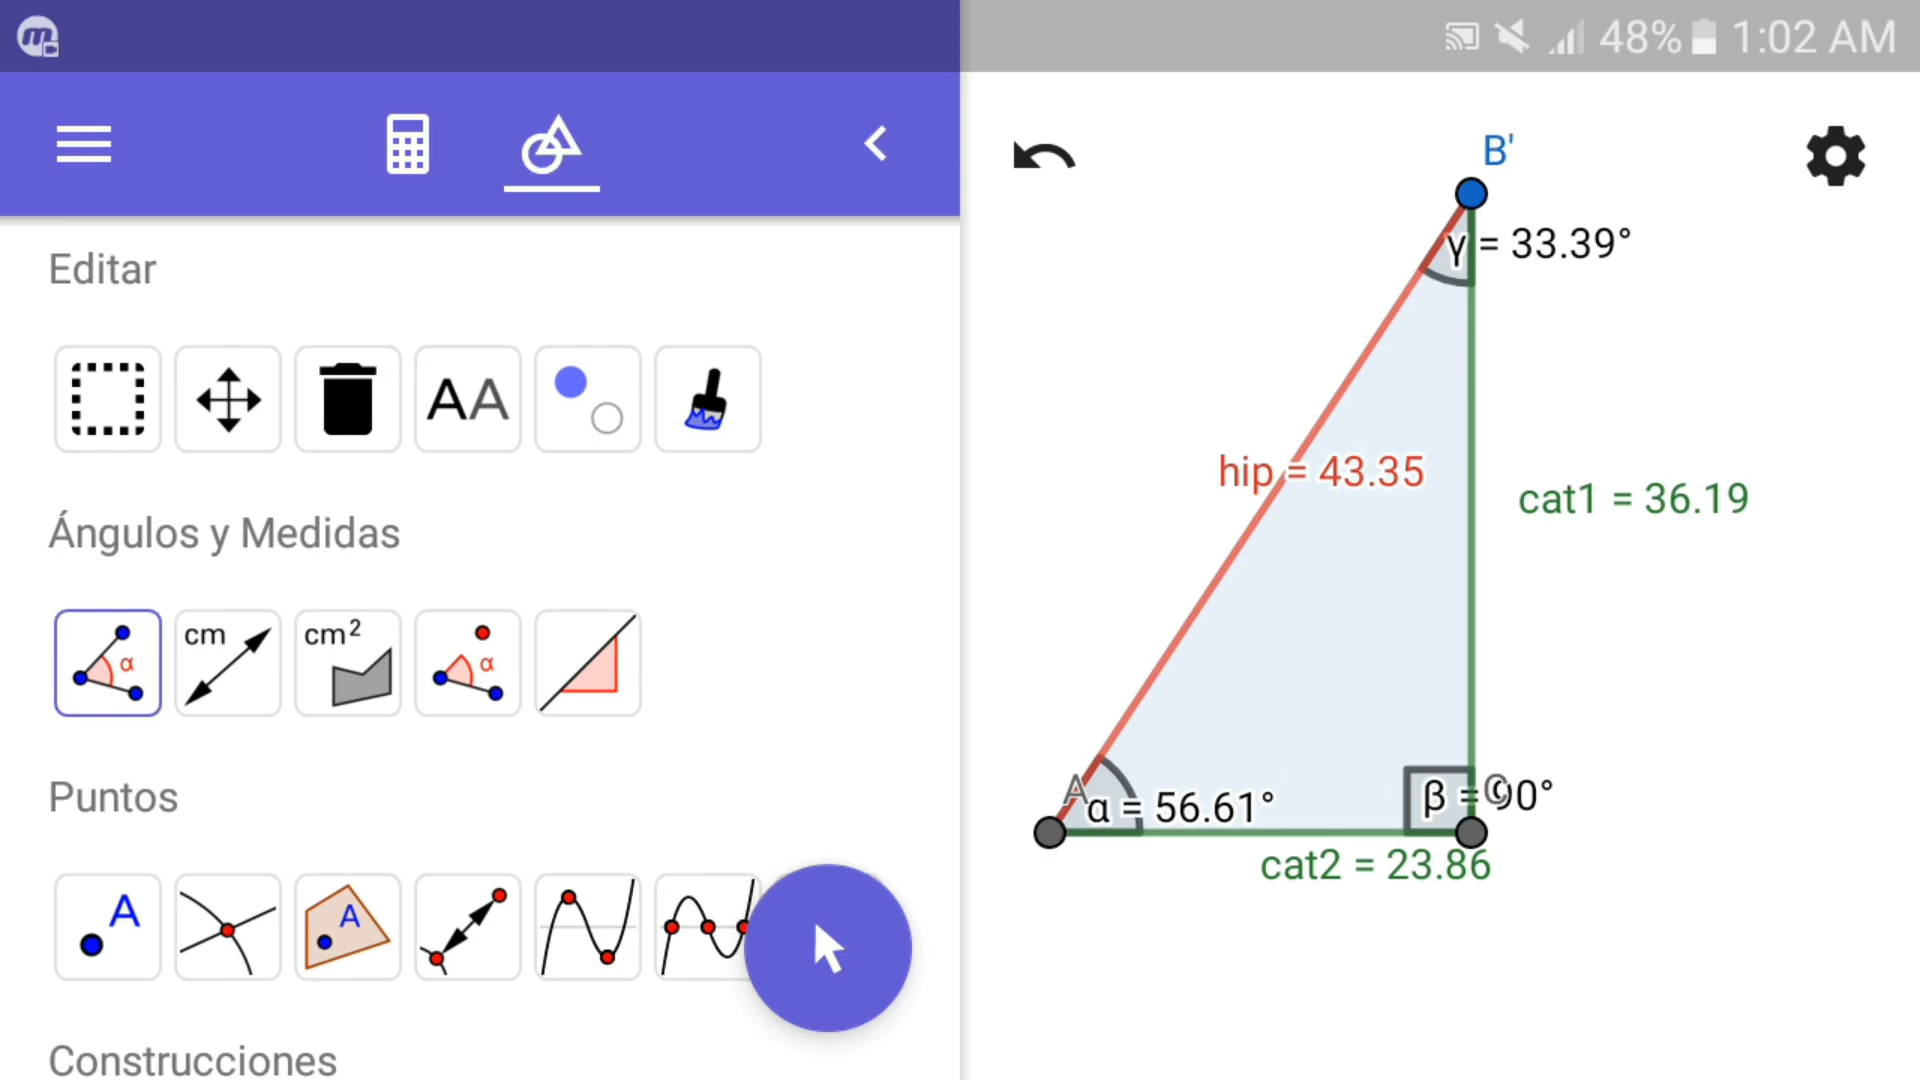 48% 1:02 AM
Editar
AA
Ángulos y Medidas
α
cm
cm²
α
Puntos
A
A
Construcciones
B'
γ = 33.39°
hip = 43.35
cat1 = 36.19
A
α = 56.61°
β = 90°
C
cat2 = 23.86